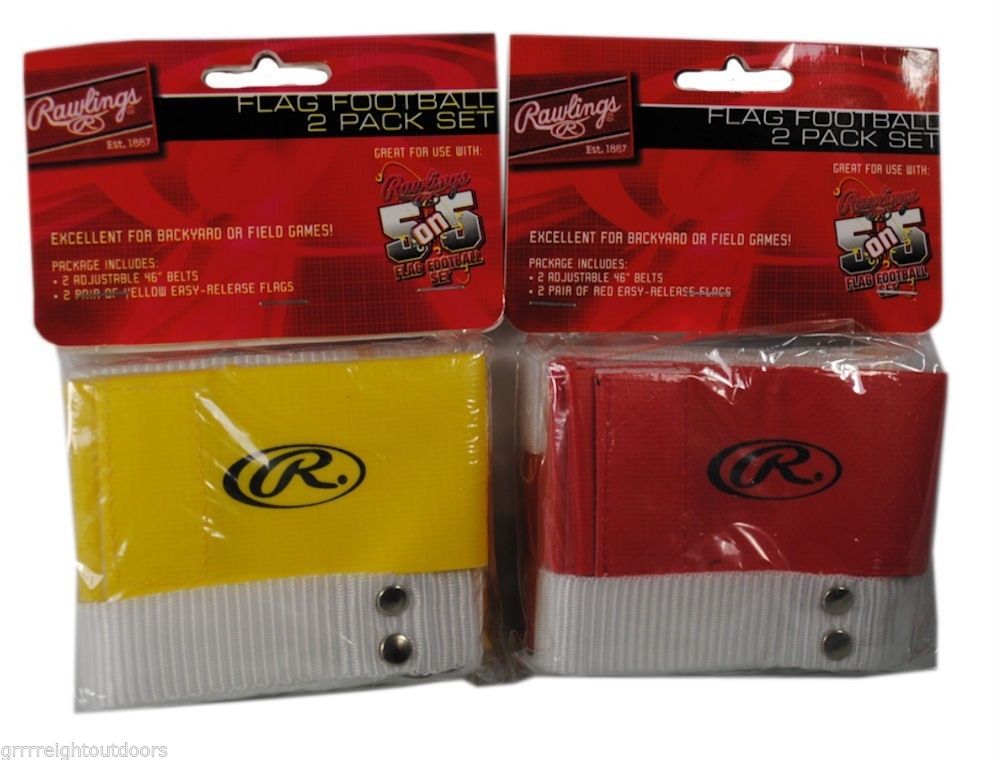 Rawlings
R
Est. 1887
FLAG FOOTBALL
2 PACK SET
GREAT FOR USE WITH:
Rawlings
5 on 5
FLAG FOOTBALL
SET
EXCELLENT FOR BACKYARD OR FIELD GAMES!
PACKAGE INCLUDES:
• 2 ADJUSTABLE 46" BELTS
• 2 PAIR OF YELLOW EASY-RELEASE FLAGS
R.
Rawlings
R
Est. 1887
FLAG FOOTBALL
2 PACK SET
GREAT FOR USE WITH:
Rawlings
5 on 5
FLAG FOOTBALL
SET
EXCELLENT FOR BACKYARD OR FIELD GAMES!
PACKAGE INCLUDES:
• 2 ADJUSTABLE 46" BELTS
• 2 PAIR OF RED EASY-RELEASE FLAGS
R.
grrrreightoutdoors